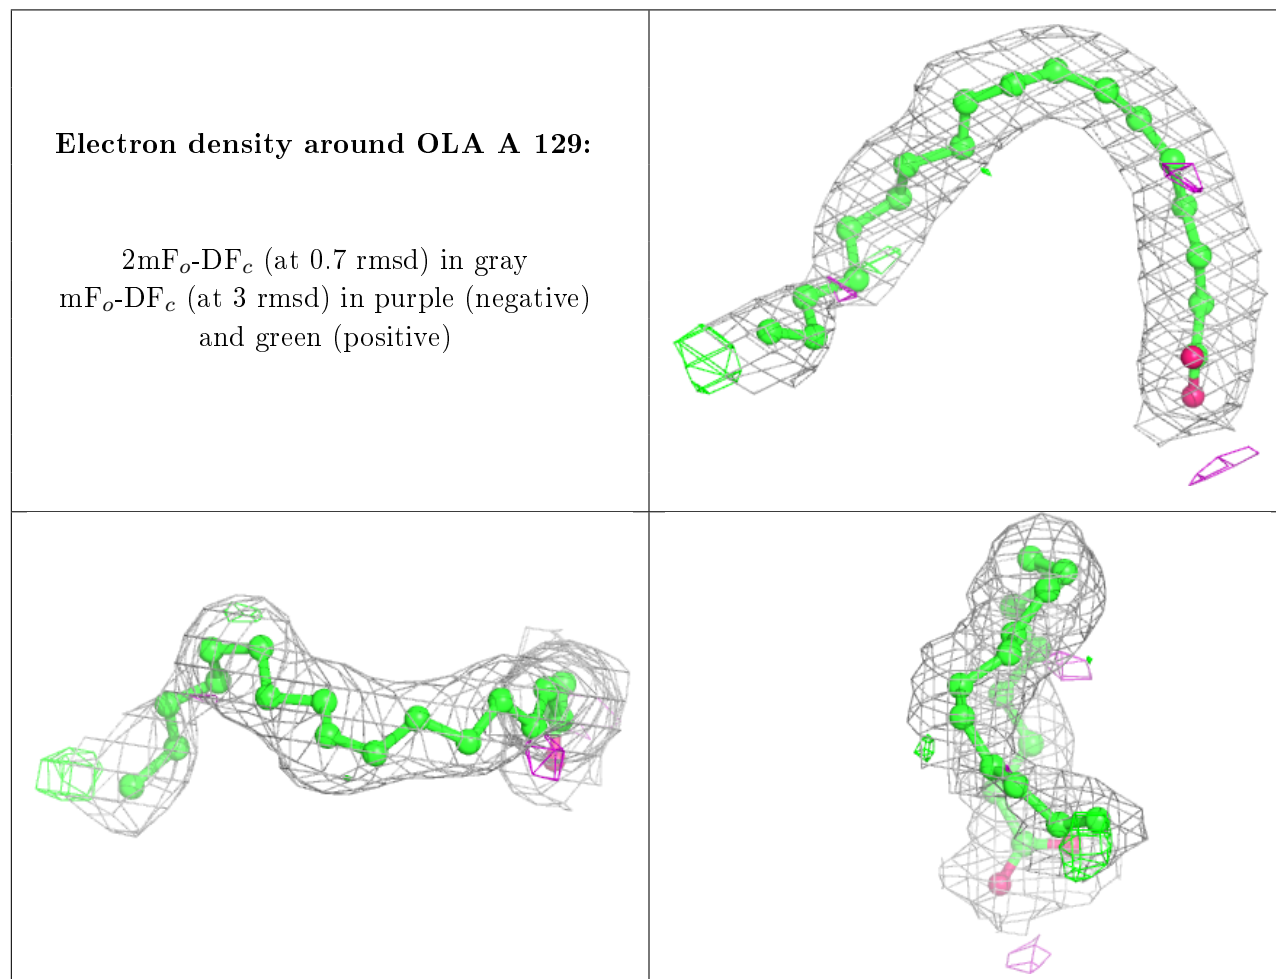 Electron density around OLA A 129:
2mFₒ-DF𝒸 (at 0.7 rmsd) in gray
mFₒ-DF𝒸 (at 3 rmsd) in purple (negative)
and green (positive)